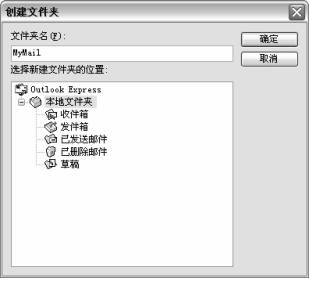 创建文件夹
文件夹名(F):
确定
MyMail
取消
选择新建文件夹的位置:
Outlook Express
本地文件夹
收件箱
发件箱
已发送邮件
已删除邮件
草稿